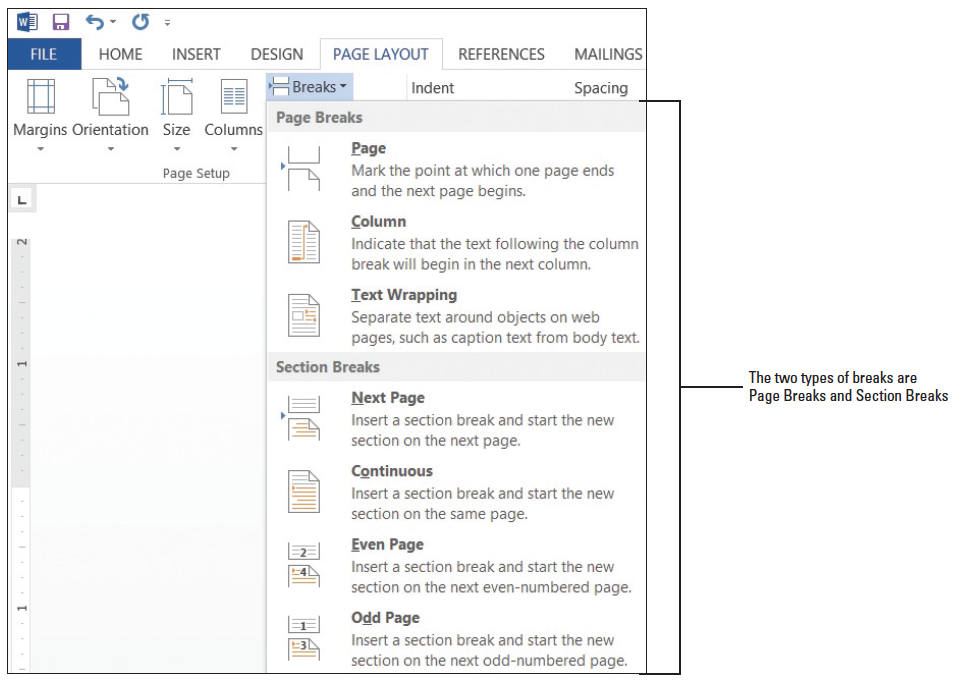 FILE HOME INSERT DESIGN PAGE LAYOUT REFERENCES MAILINGS
Margins Orientation Size Columns
Breaks Indent Spacing
Page Setup
L
2
1
1
Page Breaks
Page
Mark the point at which one page ends
and the next page begins.
Column
Indicate that the text following the column
break will begin in the next column.
Text Wrapping
Separate text around objects on web
pages, such as caption text from body text.
Section Breaks
Next Page
Insert a section break and start the new
section on the next page.
Continuous
Insert a section break and start the new
section on the same page.
Even Page
2
4
Insert a section break and start the new
section on the next even-numbered page.
Odd Page
1
3
Insert a section break and start the new
section on the next odd-numbered page.
The two types of breaks are
Page Breaks and Section Breaks